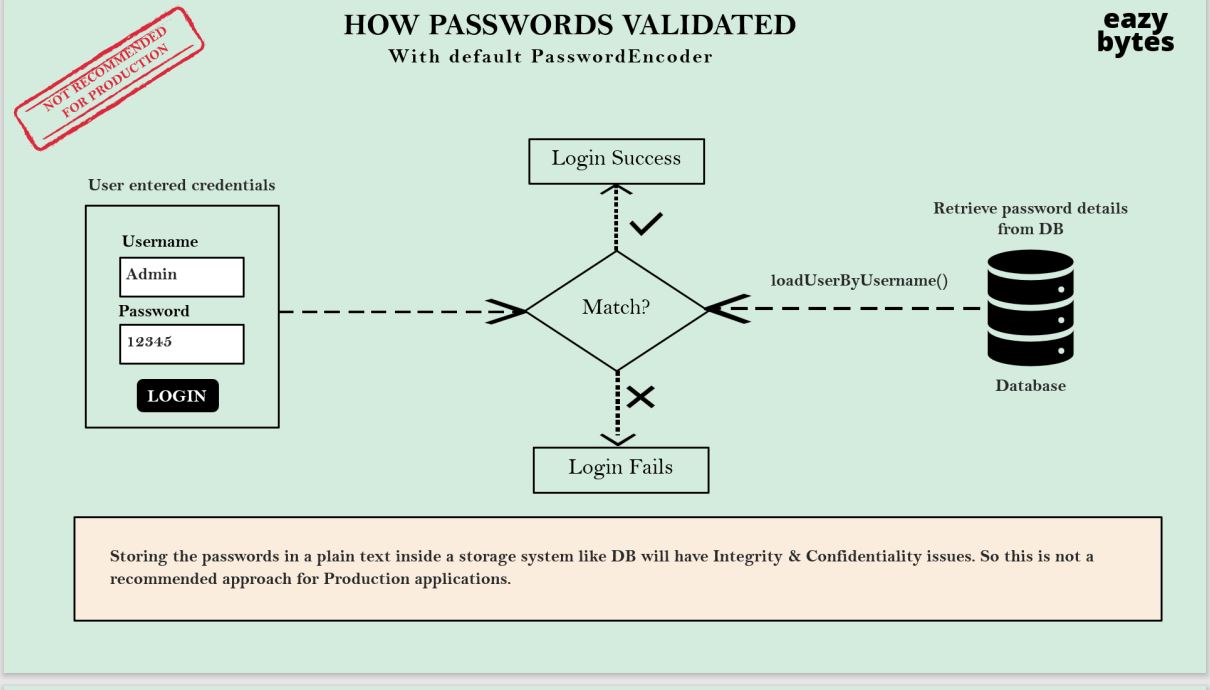 HOW PASSWORDS VALIDATED
With default PasswordEncoder
eazy
bytes
NOT RECOMMENDED
FOR PRODUCTION
Login Success
User entered credentials
Username
Admin
Password
12345
LOGIN
Match?
loadUserByUsername()
Retrieve password details
from DB
Database
Login Fails
Storing the passwords in a plain text inside a storage system like DB will have Integrity & Confidentiality issues. So this is not a
recommended approach for Production applications.